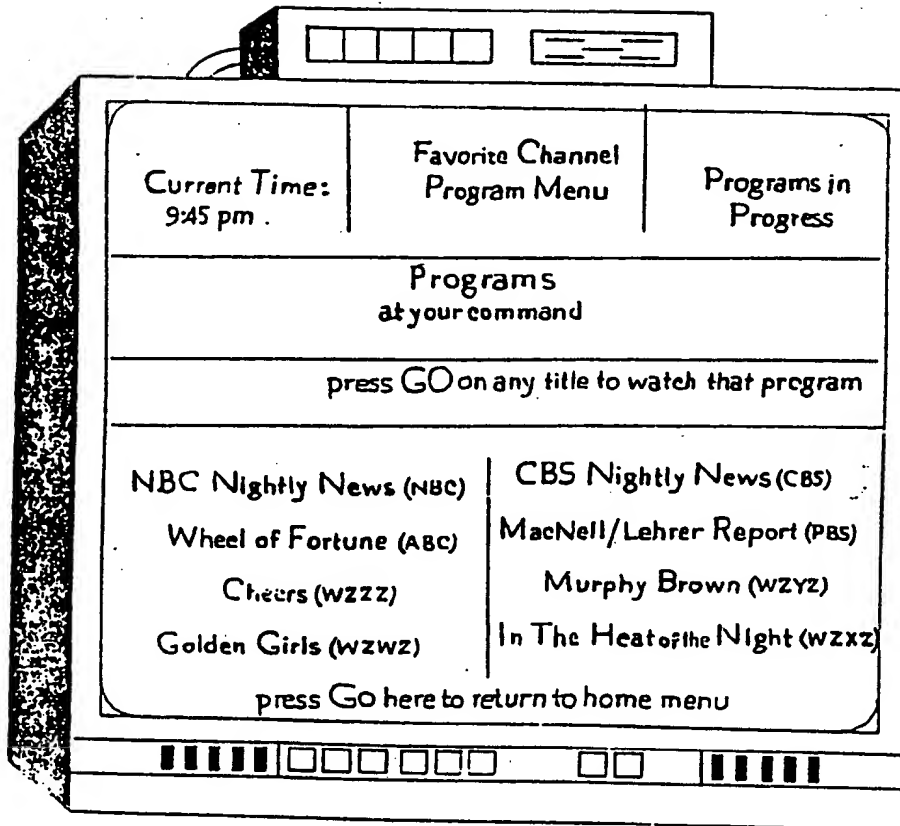 Current Time:
9:45 pm .
Favorite Channel
Program Menu
Programs in
Progress
Programs
at your command
press GO on any title to watch that program
NBC Nightly News (NBC)
Wheel of Fortune (ABC)
Cheers (WZZZ)
Golden Girls (WZWZ)
CBS Nightly News (CBS)
MacNell/Lehrer Report (PBS)
Murphy Brown (WZYZ)
In The Heat of the Night (WZXZ)
press Go here to return to home menu